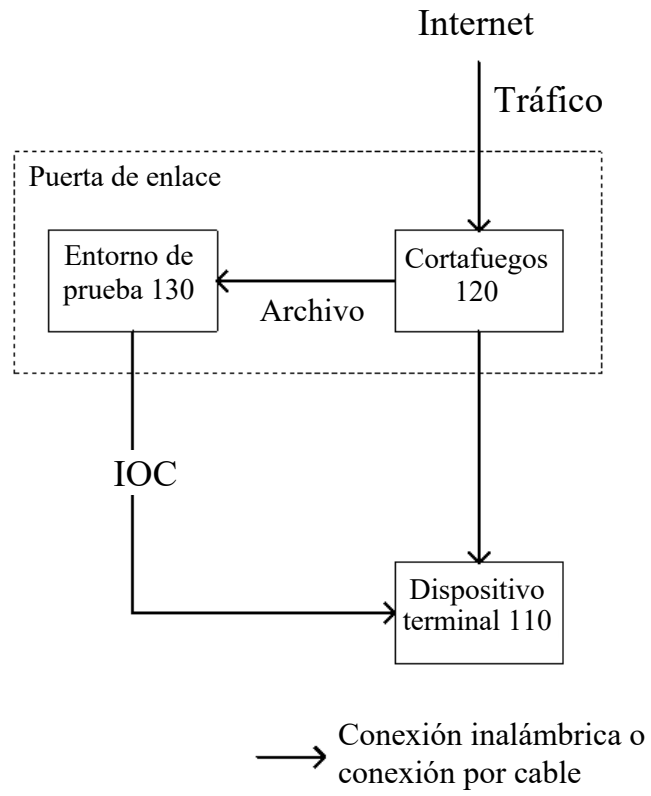 Internet
Tráfico
Puerta de enlace
Entorno de
prueba 130
Cortafuegos
120
Archivo
IOC
Dispositivo
terminal 110
Conexión inalámbrica o
conexión por cable